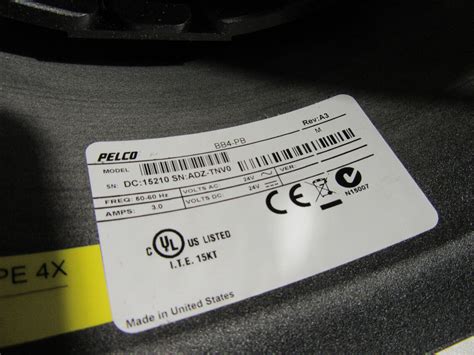 PELCO
Rev:A3
BB4-PB
M
MODEL
SN: DC:15210 SN:ADZ-TNV0
FREQ: 50-60 Hz VOLTS AC: 24V
AMPS: 3.0 VOLTS DC: 24V
N15007
C UL US LISTED
I.T.E. 15KT
Made in United States
PE 4X